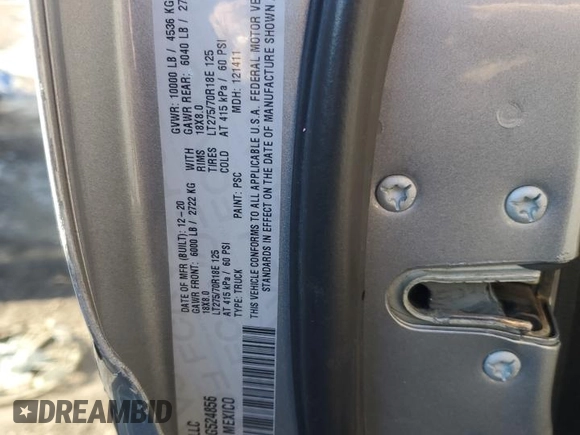 LLC
DATE OF MFR (BUILT): 12-20
GVWR: 10000 LB / 4536 KG
GAWR FRONT: 6000 LB / 2722 KG
WITH
GAWR REAR: 6040 LB / 27
18X8.0
RIMS
18X8.0
LT275/70R18E 125
TIRES
LT275/70R18E 125
AT 415 kPa / 60 PSI
COLD
AT 415 kPa / 60 PSI
TYPE: TRUCK
PAINT: PSC
MDH: 121411
THIS VEHICLE CONFORMS TO ALL APPLICABLE U.S.A. FEDERAL MOTOR VE
STANDARDS IN EFFECT ON THE DATE OF MAN
G524856
MEXICO
DREAMBID